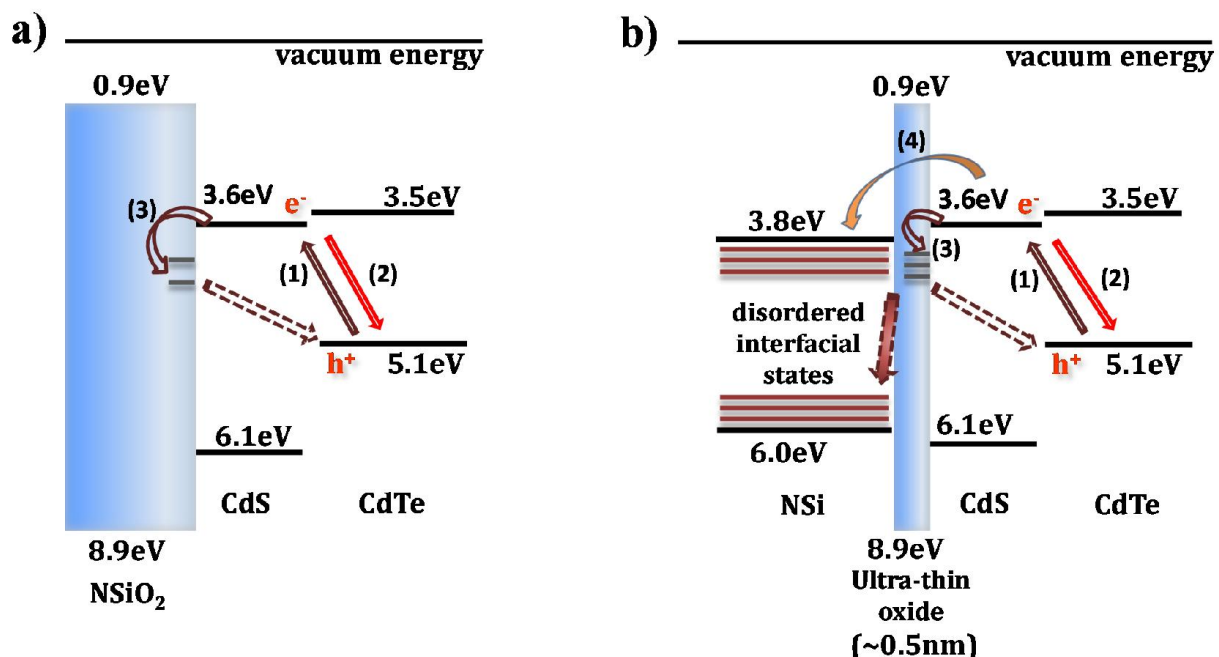 a)
vacuum energy
0.9eV
(3)
3.6eV
e⁻
3.5eV
(1)
(2)
h⁺
5.1eV
6.1eV
CdS
CdTe
8.9eV
NSiO₂
b)
vacuum energy
0.9eV
(4)
3.6eV
e⁻
3.5eV
3.8eV
(3)
(1)
(2)
disordered
interfacial
states
h⁺
5.1eV
6.1eV
6.0eV
NSi
CdS
CdTe
8.9eV
Ultra-thin
oxide
(~0.5nm)